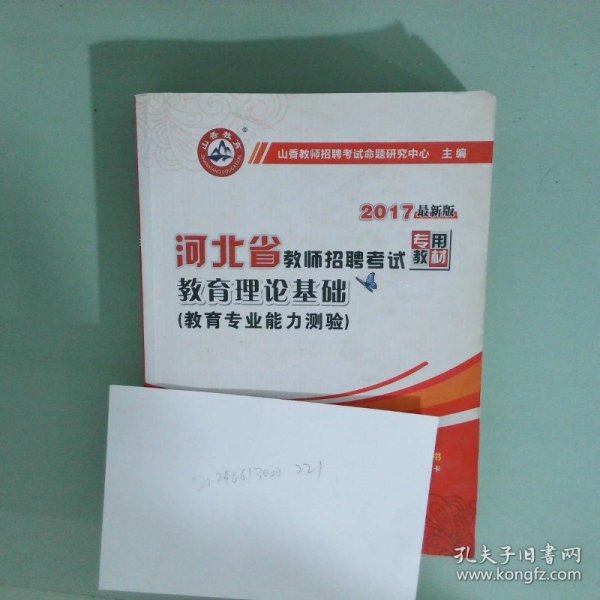 山香教育
山香教师招聘考试命题研究中心 主编
2017最新版
河北省教师招聘考试
专用
教材
教育理论基础
(教育专业能力测验)
书
卡
221
孔夫子旧书网
www.kongfz.com